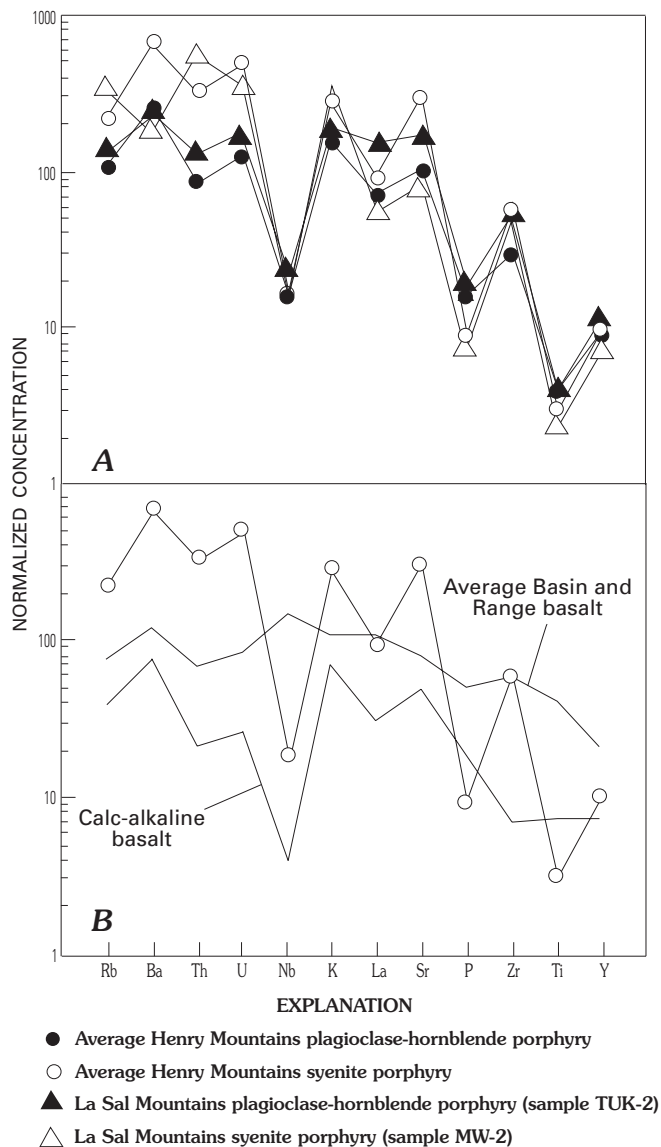 1000
100
10
A
1
NORMALIZED CONCENTRATION
100
10
1
Average Basin and
Range basalt
Calc-alkaline
basalt
B
Rb Ba Th U Nb K La Sr P Zr Ti Y
EXPLANATION
Average Henry Mountains plagioclase-hornblende porphyry
Average Henry Mountains syenite porphyry
La Sal Mountains plagioclase-hornblende porphyry (sample TUK-2)
La Sal Mountains syenite porphyry (sample MW-2)